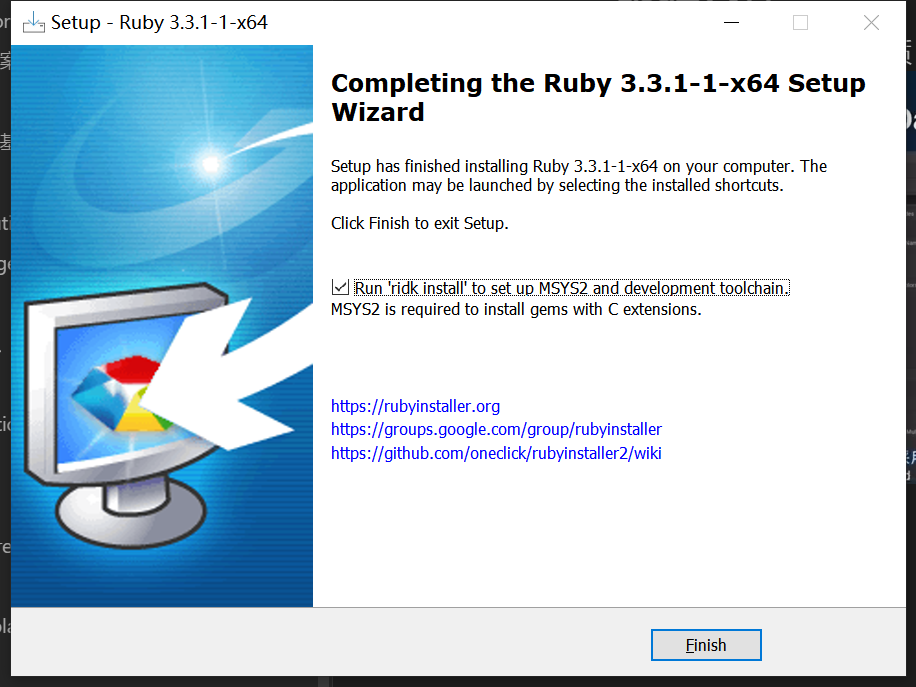 Setup - Ruby 3.3.1-1-x64
Completing the Ruby 3.3.1-1-x64 Setup
Wizard
Setup has finished installing Ruby 3.3.1-1-x64 on your computer. The
application may be launched by selecting the installed shortcuts.
Click Finish to exit Setup.
Run 'ridk install' to set up MSYS2 and development toolchain.
MSYS2 is required to install gems with C extensions.
https://rubyinstaller.org
https://groups.google.com/group/rubyinstaller
https://github.com/oneclick/rubyinstaller2/wiki
Finish